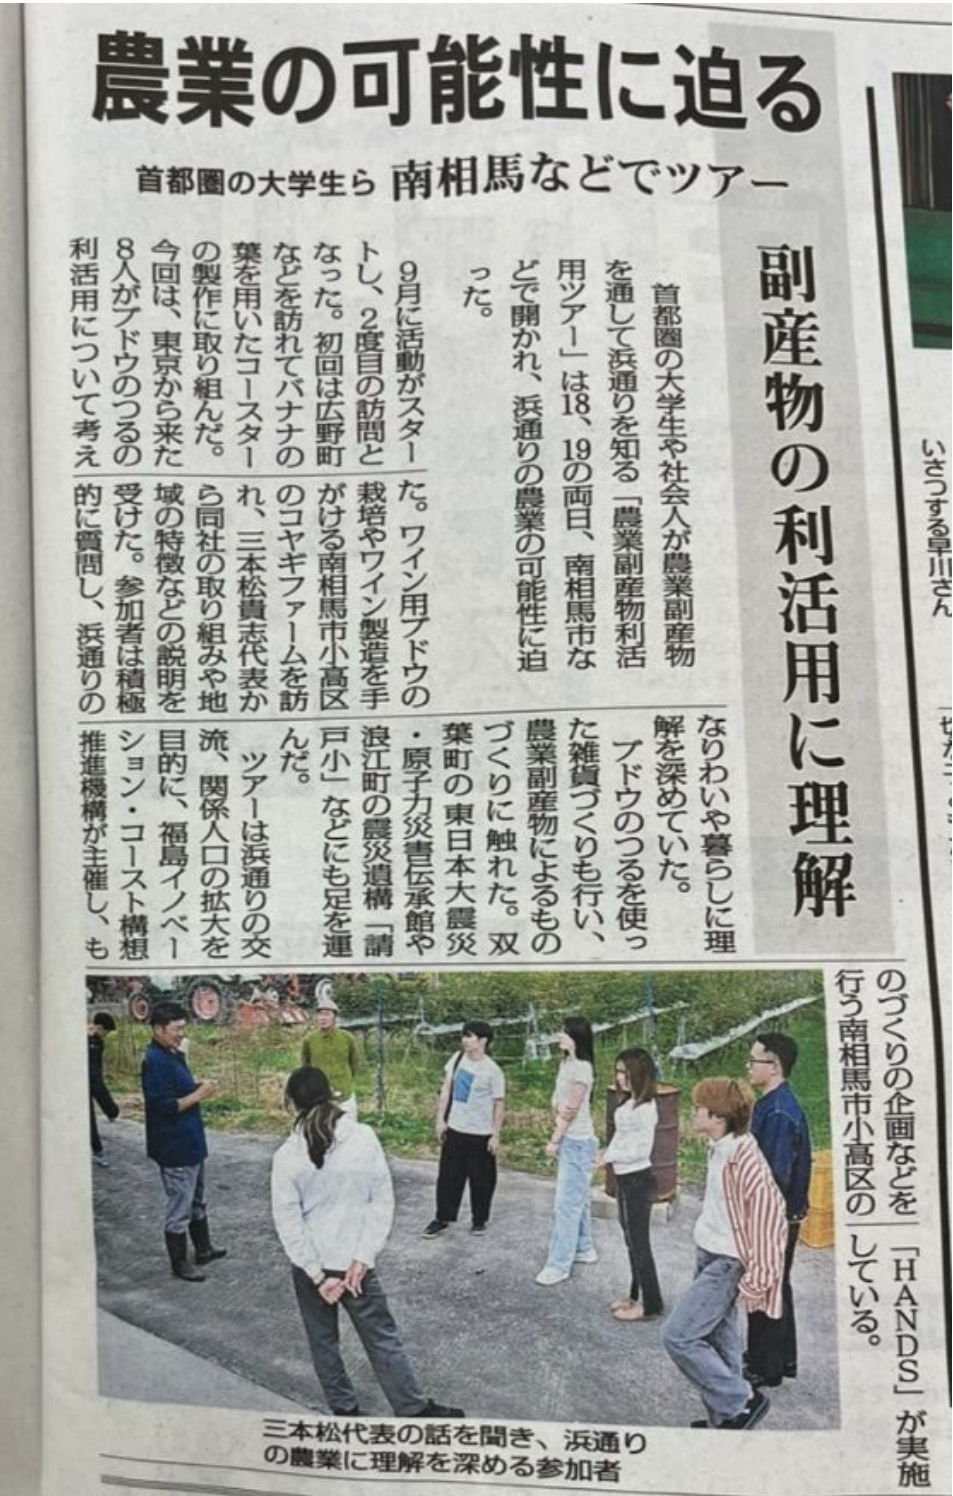 農業の可能性に迫る
首都圏の大学生ら 南相馬などでツアー
副産物の利活用に理解
首都圏の大学生や社会人が農業副産物
を通して浜通りを知る「農業副産物利活
用ツアー」は18、19の両日、南相馬市な
どで開かれ、浜通りの農業の可能性に迫
った。
9月に活動がスター
トし、2度目の訪問と
なった。初回は広野町
などを訪れてバナナの
葉を用いたコースター
の製作に取り組んだ。
今回は、東京から来た
8人がブドウのつるの
利活用について考え
た。ワイン用ブドウの
栽培やワイン製造を手
がける南相馬市小高区
のコヤギファームを訪
れ、三本松貴志代表か
ら同社の取り組みや地
域の特徴などの説明を
受けた。参加者は積極
的に質問し、浜通りの
なりわいや暮らしに理
解を深めていた。
ブドウのつるを使っ
た雑貨づくりも行い、
農業副産物によるもの
づくりに触れた。双
葉町の東日本大震災
・原子力災害伝承館や
浪江町の震災遺構「請
戸小」などにも足を運
んだ。
ツアーは浜通りの交
流、関係人口の拡大を
目的に、福島イノベー
ション・コースト構想
推進機構が主催し、も
のづくりの企画などを
行う南相馬市小高区の
「HANDS」が実施
している。
三本松代表の話を聞き、浜通り
の農業に理解を深める参加者
いさつする早川さん